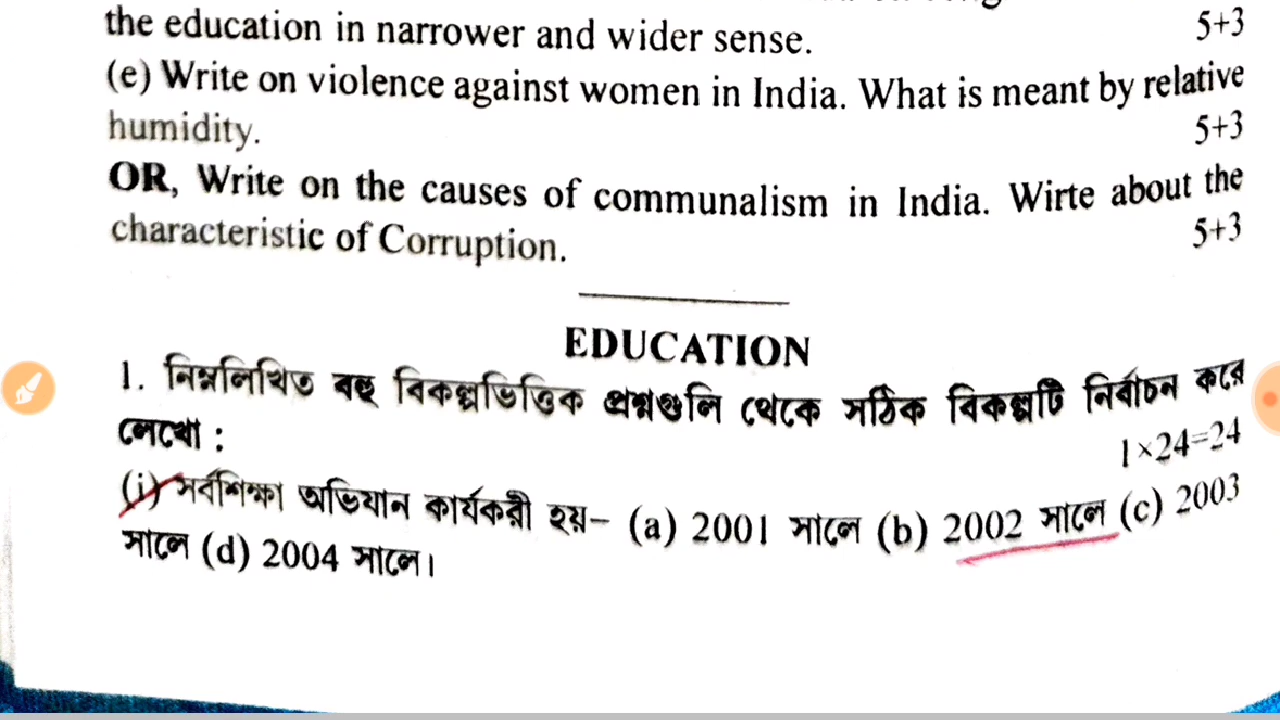 the education in narrower and wider sense. 5+3
(e) Write on violence against women in India. What is meant by relative
humidity. 5+3
OR, Write on the causes of communalism in India. Wirte about the
characteristic of Corruption. 5+3
EDUCATION
1. নিম্নলিখিত বহু বিকল্পভিত্তিক প্রশ্নগুলি থেকে সঠিক বিকল্পটি নির্বাচন করে
লেখো : 1×24=24
(i) সর্বশিক্ষা অভিযান কার্যকরী হয়– (a) 2001 সালে (b) 2002 সালে (c) 2003
সালে (d) 2004 সালে।